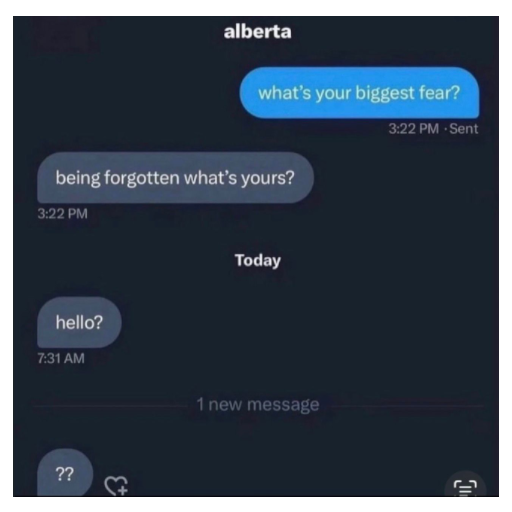 alberta
what's your biggest fear?
3:22 PM · Sent
being forgotten what's yours?
3:22 PM
Today
hello?
7:31 AM
1 new message
??